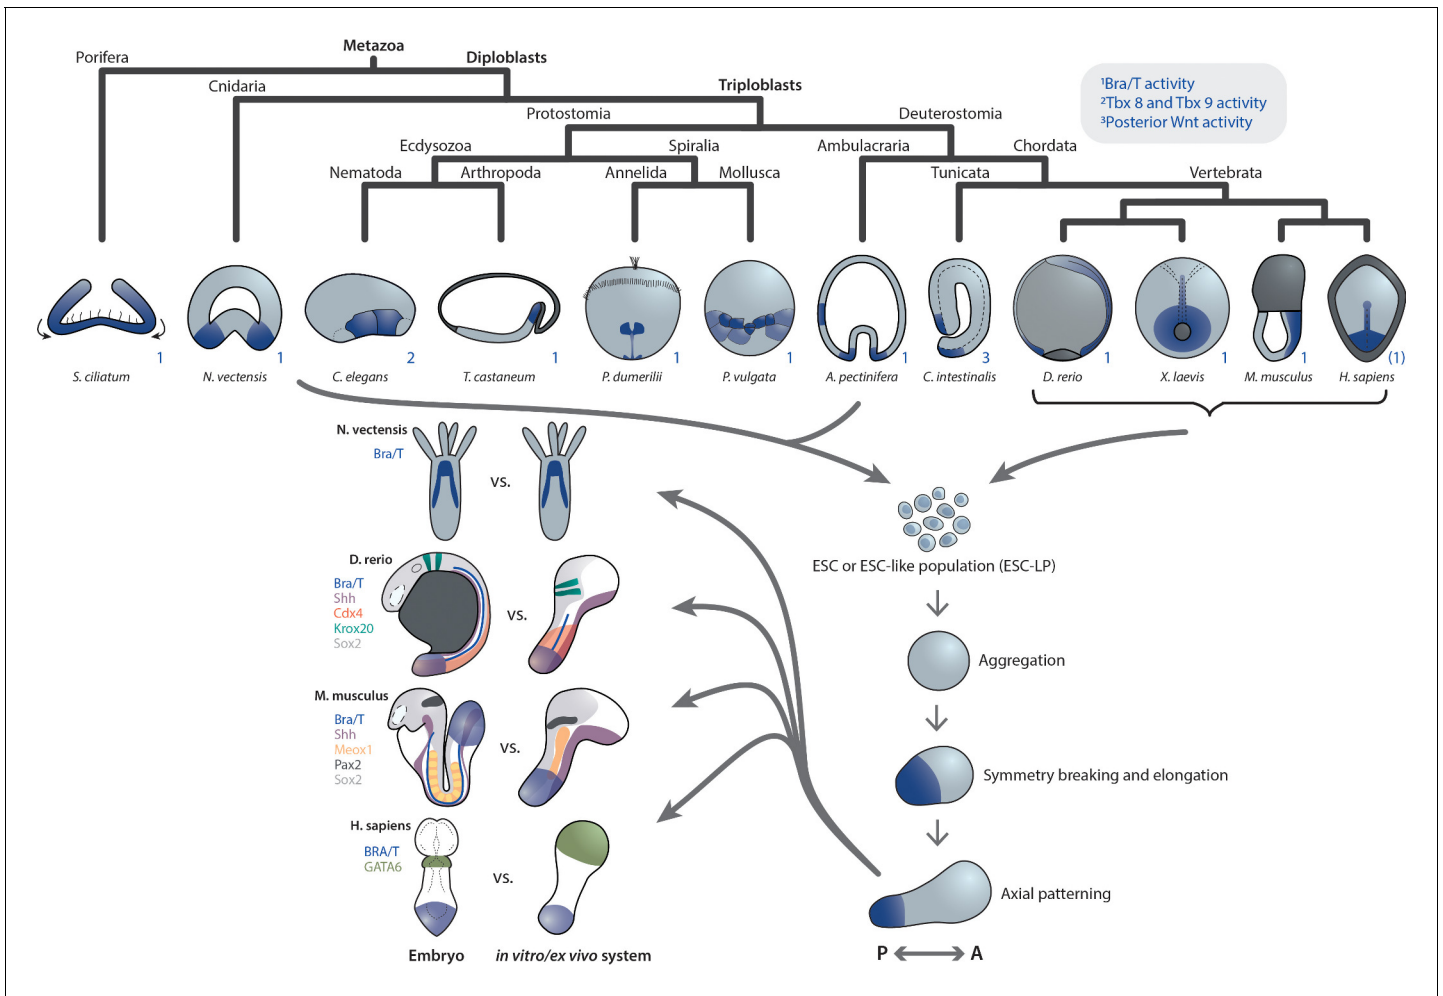 Metazoa
Porifera
Diploblasts
Cnidaria
Triploblasts
¹Bra/T activity
²Tbx 8 and Tbx 9 activity
³Posterior Wnt activity
Protostomia
Deuterostomia
Ecdysozoa
Spiralia
Ambulacraria
Chordata
Nematoda
Arthropoda
Annelida
Mollusca
Tunicata
Vertebrata
1
1
2
1
1
1
1
3
1
1
1
(1)
S. ciliatum
N. vectensis
C. elegans
T. castaneum
P. dumerilii
P. vulgata
A. pectinifera
C. intestinalis
D. rerio
X. laevis
M. musculus
H. sapiens
N. vectensis
Bra/T
vs.
D. rerio
Bra/T
Shh
Cdx4
Krox20
Sox2
vs.
M. musculus
Bra/T
Shh
Meox1
Pax2
Sox2
vs.
H. sapiens
BRA/T
GATA6
vs.
Embryo
in vitro/ex vivo system
ESC or ESC-like population (ESC-LP)
Aggregation
Symmetry breaking and elongation
Axial patterning
P
A